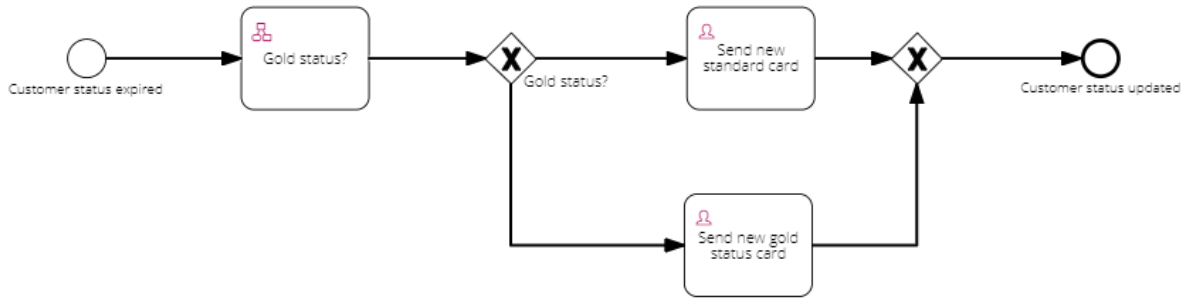 Customer status expired
Gold status?
Gold status?
Send new
standard card
Customer status updated
Send new gold
status card